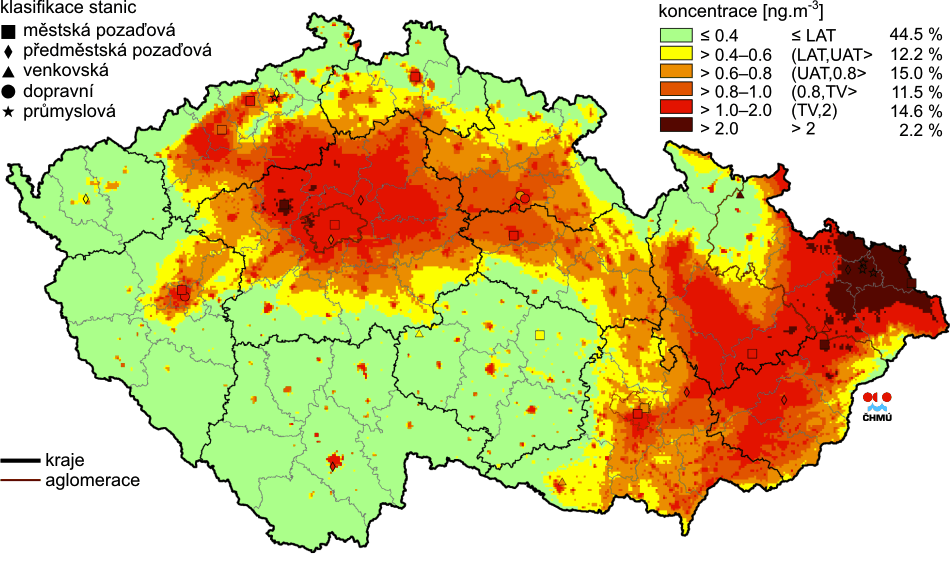 klasifikace stanic
městská pozaďová
předměstská pozaďová
venkovská
dopravní
průmyslová
koncentrace [ng.m-3]
≤ 0.4 ≤ LAT 44.5 %
> 0.4–0.6 (LAT,UAT> 12.2 %
> 0.6–0.8 (UAT,0.8> 15.0 %
> 0.8–1.0 (0.8,TV> 11.5 %
> 1.0–2.0 (TV,2) 14.6 %
> 2.0 > 2 2.2 %
ČHMÚ
kraje
aglomerace